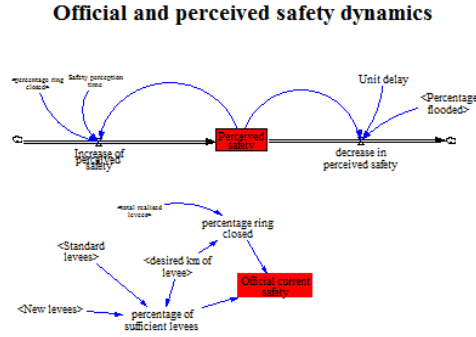 Official and perceived safety dynamics
<percentage ring
closed>
Safety perception
time
Unit delay
<Percentage
flooded>
Perceived
safety
Increase of
perceived
safety
decrease in
perceived safety
<total realised
levees>
percentage ring
closed
<Standard
levees>
<desired km of
levee>
Official current
safety
<New levees>
percentage of
sufficient levees